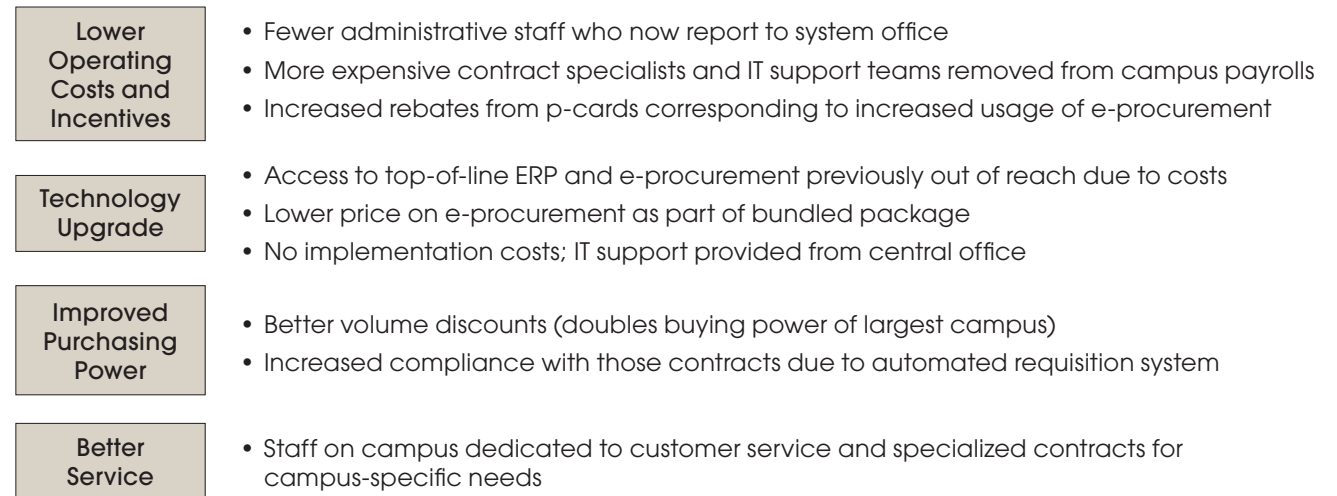 Lower
Operating
Costs and
Incentives
• Fewer administrative staff who now report to system office
• More expensive contract specialists and IT support teams removed from campus payrolls
• Increased rebates from p-cards corresponding to increased usage of e-procurement
Technology
Upgrade
• Access to top-of-line ERP and e-procurement previously out of reach due to costs
• Lower price on e-procurement as part of bundled package
• No implementation costs; IT support provided from central office
Improved
Purchasing
Power
• Better volume discounts (doubles buying power of largest campus)
• Increased compliance with those contracts due to automated requisition system
Better
Service
• Staff on campus dedicated to customer service and specialized contracts for
campus-specific needs